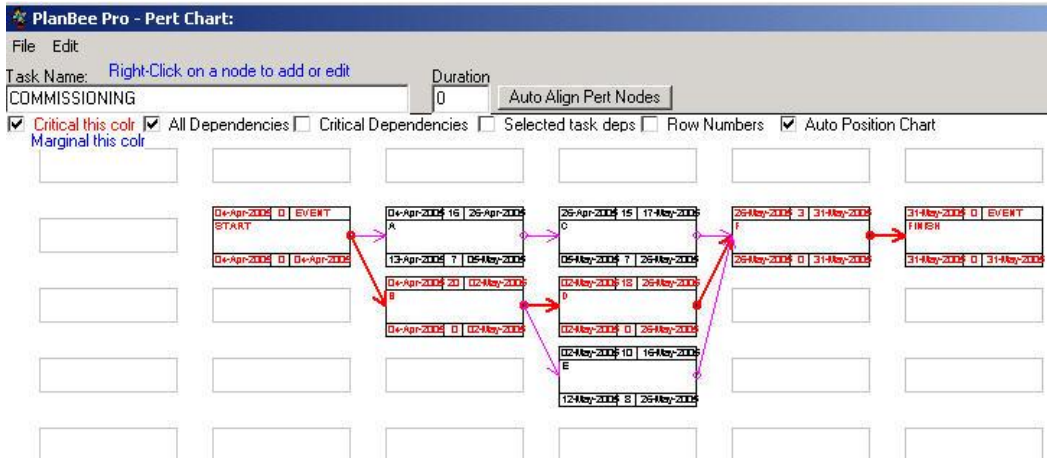 PlanBee Pro - Pert Chart:
File Edit
Task Name: Right-Click on a node to add or edit Duration
COMMISSIONING 0 Auto Align Pert Nodes
Critical this colr All Dependencies Critical Dependencies Selected task deps Row Numbers Auto Position Chart
Marginal this colr
04-Apr-2005 0 EVENT
START
04-Apr-2005 0 04-Apr-2005
04-Apr-2005 16 26-Apr-2005
A
13-Apr-2005 7 05-May-2005
26-Apr-2005 15 17-May-2005
C
05-May-2005 7 26-May-2005
26-May-2005 3 31-May-2005
F
26-May-2005 0 31-May-2005
31-May-2005 0 EVENT
FINISH
31-May-2005 0 31-May-2005
04-Apr-2005 20 02-May-2005
B
04-Apr-2005 0 02-May-2005
02-May-2005 18 26-May-2005
D
02-May-2005 0 26-May-2005
02-May-2005 10 16-May-2005
E
12-May-2005 8 26-May-2005